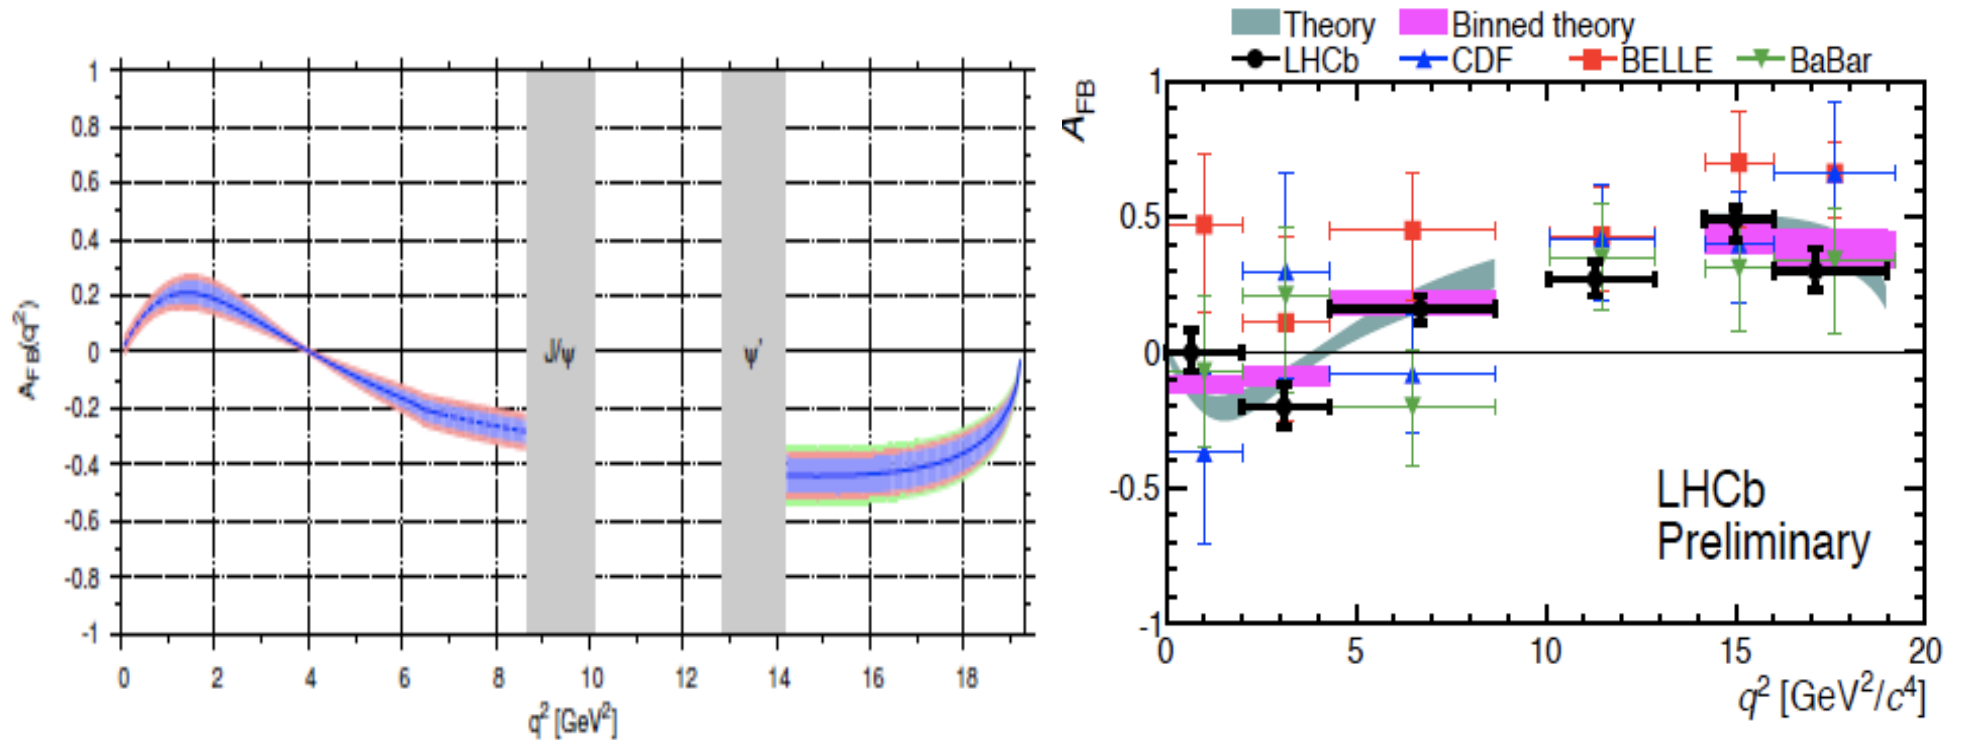 A_FB(q²)
1
0.8
0.6
0.4
0.2
0
-0.2
-0.4
-0.6
-0.8
-1
J/ψ
ψ'
0 2 4 6 8 10 12 14 16 18
q² [GeV²]
Theory Binned theory
LHCb CDF BELLE BaBar
A_FB
1
0.5
0
-0.5
-1
LHCb
Preliminary
0 5 10 15 20
q² [GeV²/c⁴]